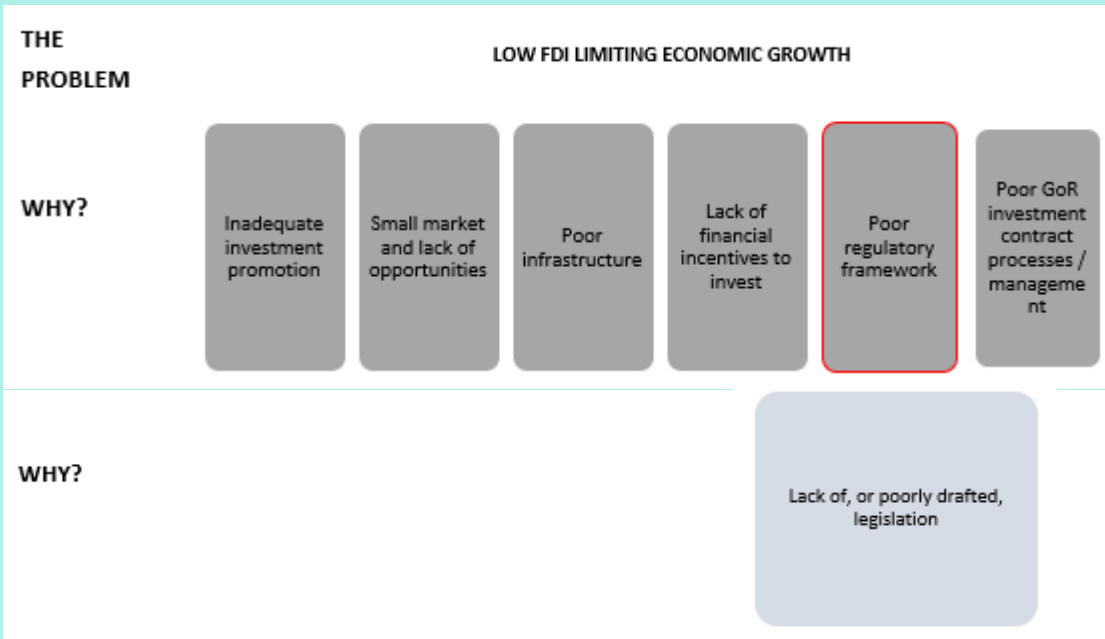 THE
PROBLEM
LOW FDI LIMITING ECONOMIC GROWTH
WHY?
Inadequate
investment
promotion
Small market
and lack of
opportunities
Poor
infrastructure
Lack of
financial
incentives to
invest
Poor
regulatory
framework
Poor GoR
investment
contract
processes /
manageme
nt
WHY?
Lack of, or poorly drafted,
legislation